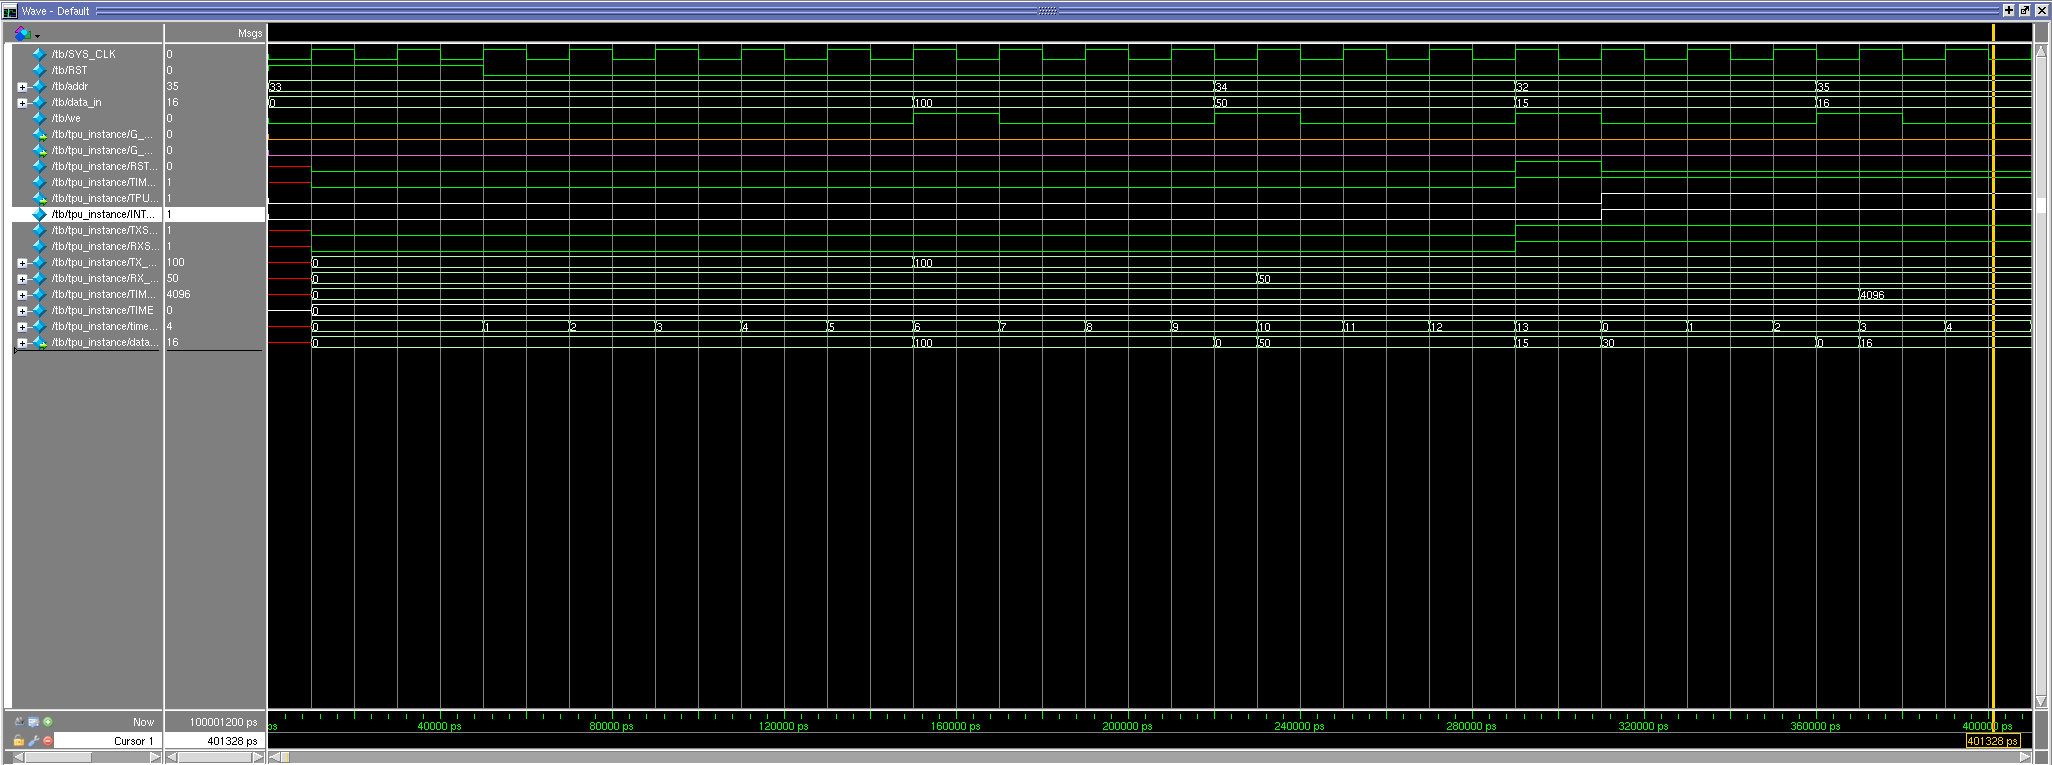 Wave - Default
Msgs
/tb/SYS_CLK 0
/tb/RST 0
/tb/addr 35 33 34 32 35
/tb/data_in 16 0 100 50 15 16
/tb/we 0
/tb/tpu_instance/G_... 0
/tb/tpu_instance/G_... 0
/tb/tpu_instance/RST... 0
/tb/tpu_instance/TIM... 1
/tb/tpu_instance/TPU... 1
/tb/tpu_instance/INT... 1
/tb/tpu_instance/TXS... 1
/tb/tpu_instance/RXS... 1
/tb/tpu_instance/TX_... 100 0 100
/tb/tpu_instance/RX_... 50 0 50
/tb/tpu_instance/TIM... 4096 0 4096
/tb/tpu_instance/TIME 0 0
/tb/tpu_instance/time... 4 0 1 2 3 4 5 6 7 8 9 10 11 12 13 0 1 2 3 4
/tb/tpu_instance/data... 16 0 100 0 50 15 30 0 16
Now 100001200 ps ps 40000 ps 80000 ps 120000 ps 160000 ps 200000 ps 240000 ps 280000 ps 320000 ps 360000 ps 400000 ps
Cursor 1 401328 ps 401328 ps